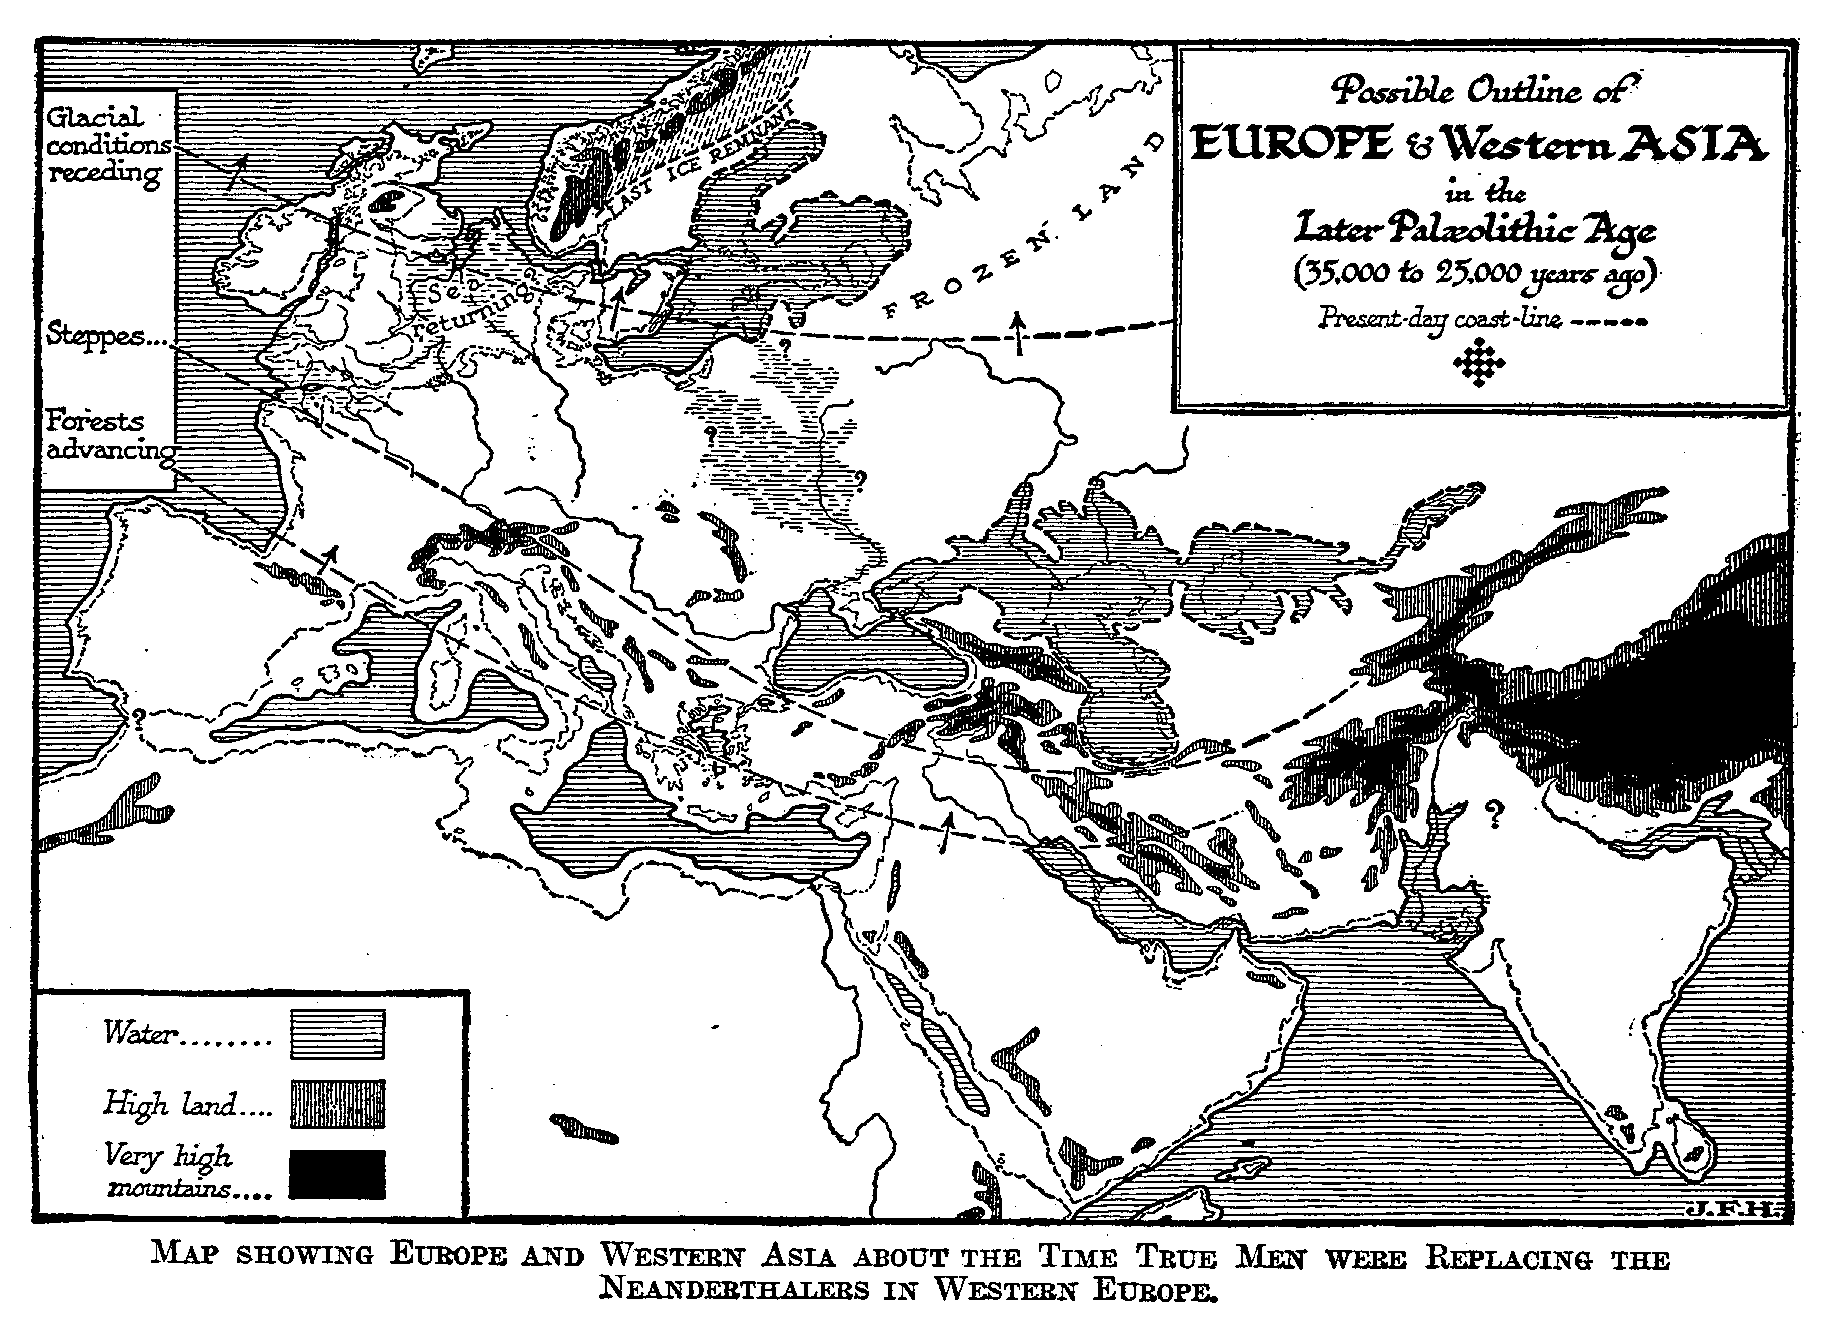 Possible Outline of
EUROPE & Western ASIA
in the
Later Palæolithic Age
(35,000 to 25,000 years ago)
Present-day coast-line
Glacial
conditions
receding
Steppes....
Forests
advancing
LAST ICE REMNANT
FROZEN LAND
Sea
returning
?
?
?
?
?
?
Water........
High land....
Very high
mountains....
J.F.H.
MAP SHOWING EUROPE AND WESTERN ASIA ABOUT THE TIME TRUE MEN WERE REPLACING THE
NEANDERTHALERS IN WESTERN EUROPE.